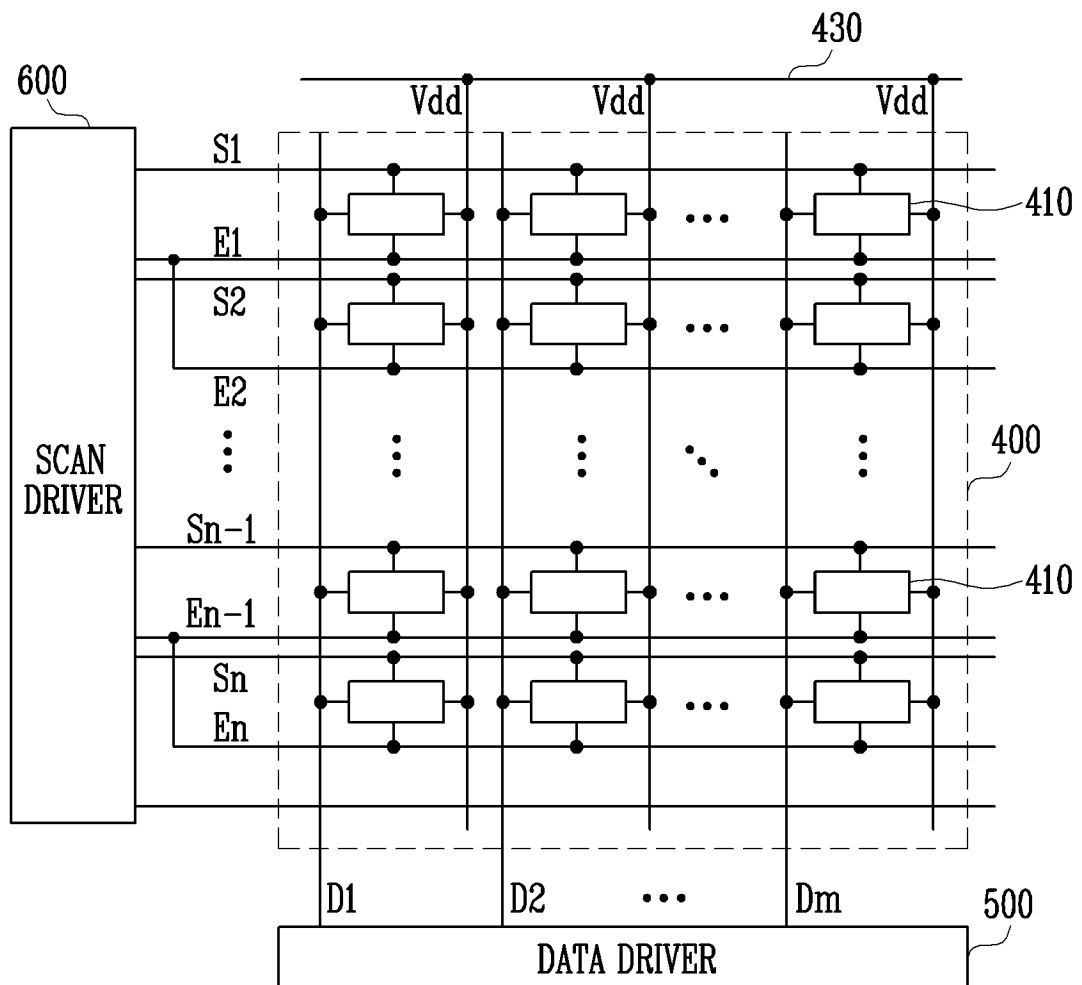 430
600
Vdd Vdd Vdd
S1
410
E1
S2
E2
400
SCAN
DRIVER
Sn-1
410
En-1
Sn
En
D1 D2 ... Dm
500
DATA DRIVER